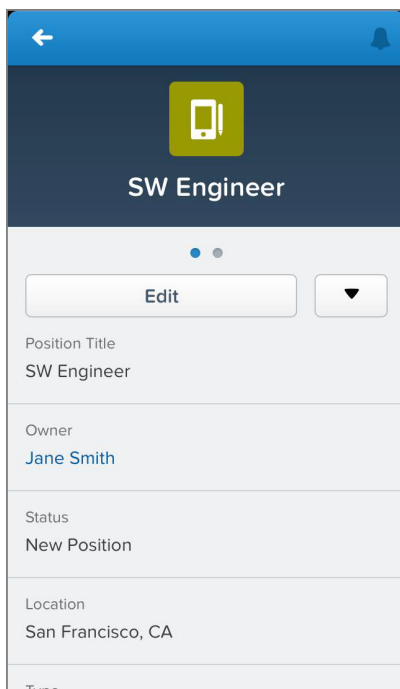 SW Engineer
Edit
Position Title
SW Engineer
Owner
Jane Smith
Status
New Position
Location
San Francisco, CA